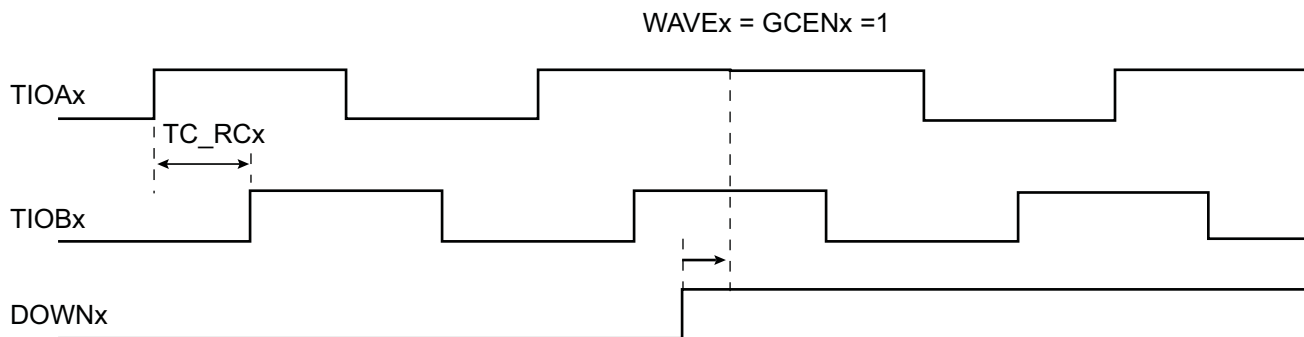 WAVEx = GCENx =1
TIOAx
TC_RCx
TIOBx
DOWNx